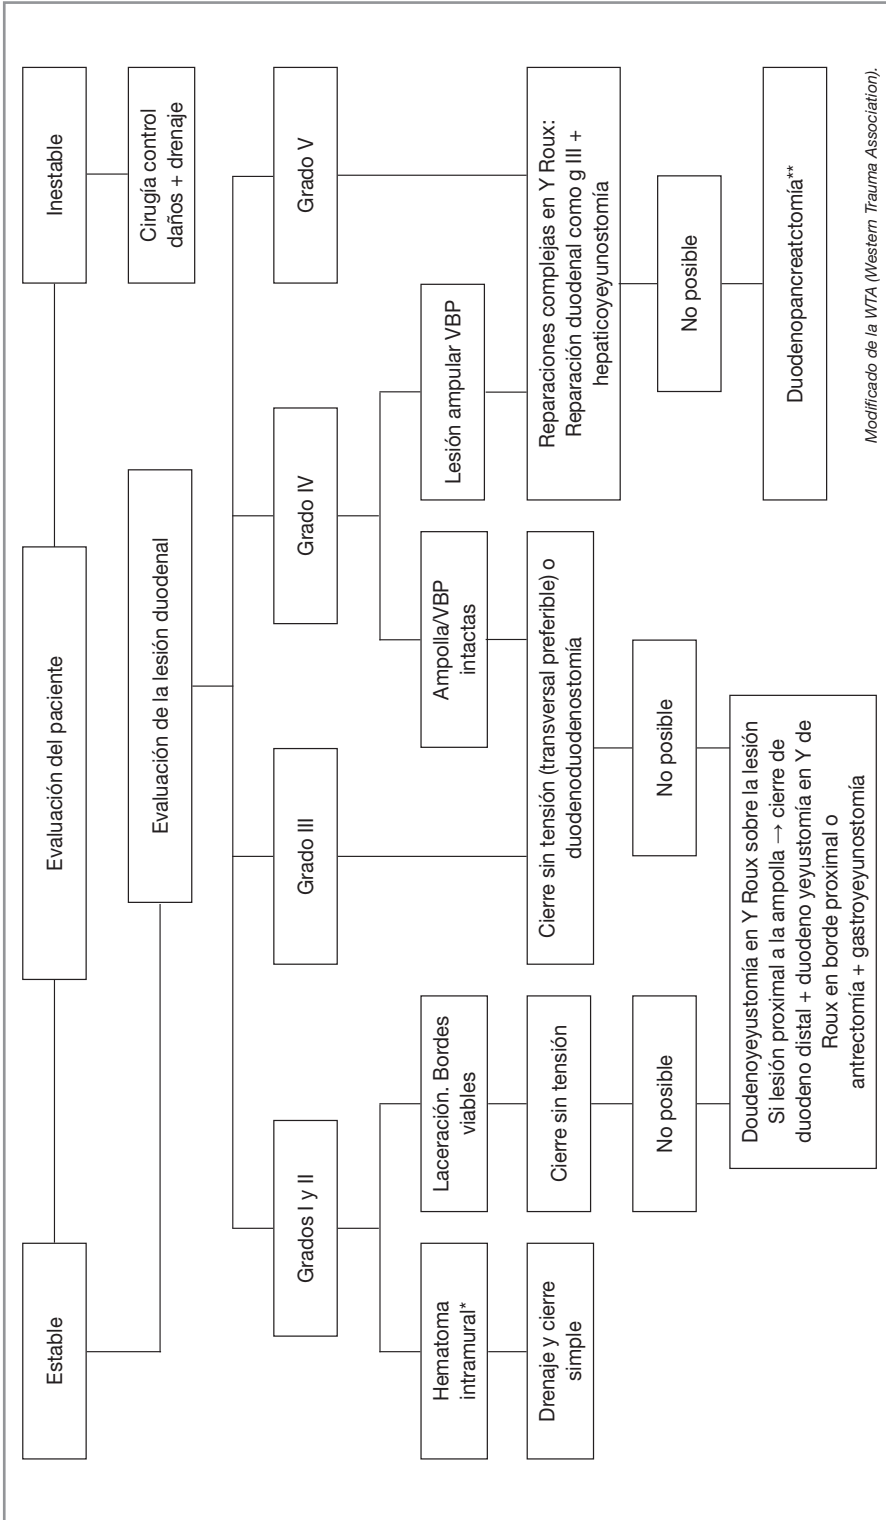 Evaluación del paciente
Estable
Inestable
Cirugía control
daños + drenaje
Evaluación de la lesión duodenal
Grados I y II
Grado III
Grado IV
Grado V
Hematoma
intramural*
Laceración. Bordes
viables
Ampolla/VBP
intactas
Lesión ampular VBP
Drenaje y cierre
simple
Cierre sin tensión
Cierre sin tensión (transversal preferible) o
duodenoduodenostomía
Reparaciones complejas en Y Roux:
Reparación duodenal como g III +
hepaticoyeyunostomía
No posible
No posible
No posible
Doudenoyeyustomía en Y Roux sobre la lesión
Si lesión proximal a la ampolla → cierre de
duodeno distal + duodeno yeyustomía en Y de
Roux en borde proximal o
antrectomía + gastroyeyunostomía
Duodenopancreatctomía**
Modificado de la WTA (Western Trauma Association).